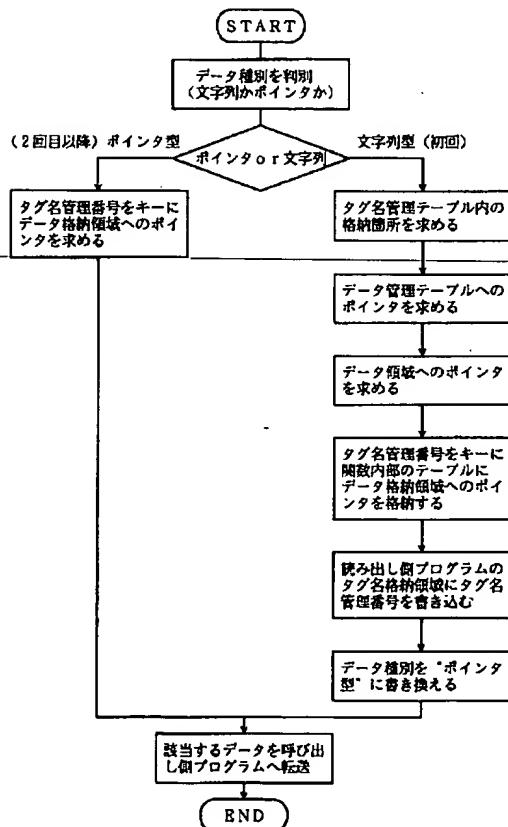 START
データ種別を判別
(文字列かポインタか)
(2回目以降)ポインタ型
ポインタor文字列
文字列型(初回)
タグ名管理番号をキーに
データ格納領域へのポイ
ンタを求める
タグ名管理テーブル内の
格納箇所を求める
データ管理テーブルへの
ポインタを求める
データ領域へのポインタ
を求める
タグ名管理番号をキーに
関数内部のテーブルに
データ格納領域へのポイ
ンタを格納する
読み出し側プログラムの
タグ名格納領域にタグ名
管理番号を書き込む
データ種別を“ポインタ
型”に書き換える
該当するデータを呼び出
し側プログラムへ転送
END